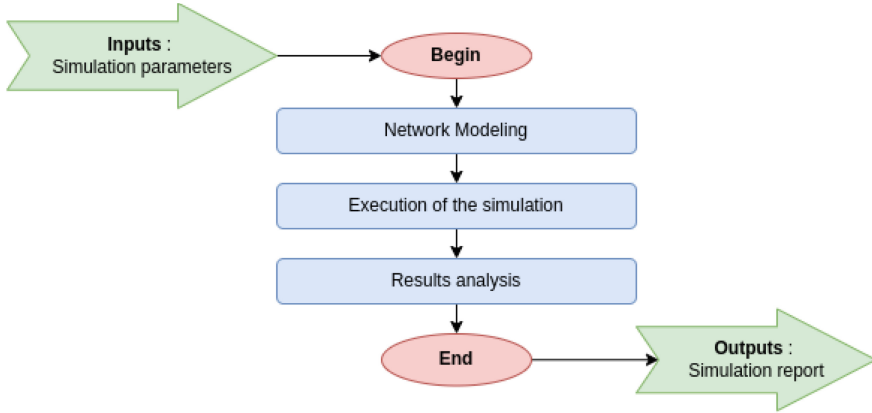 Inputs :
Simulation parameters
Begin
Network Modeling
Execution of the simulation
Results analysis
End
Outputs :
Simulation report